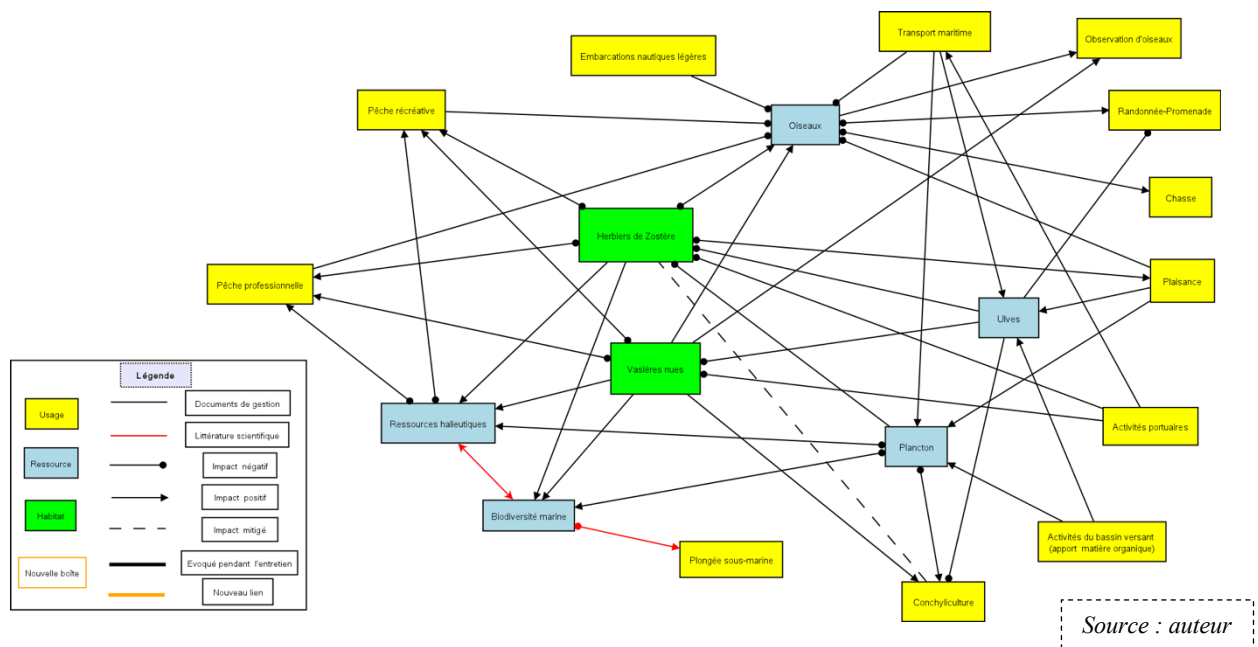 Transport maritime
Observation d'oiseaux
Embarcations nautiques légères
Pêche récréative
Oiseaux
Randonnée-Promenade
Chasse
Herbiers de Zostère
Pêche professionnelle
Plaisance
Ulves
Vasières nues
Légende
Usage
Documents de gestion
Littérature scientifique
Ressource
Impact négatif
Impact positif
Habitat
Impact mitigé
Nouvelle boîte
Evoqué pendant l'entretien
Nouveau lien
Ressources halieutiques
Activités portuaires
Plancton
Biodiversité marine
Activités du bassin versant
(apport matière organique)
Plongée sous-marine
Conchyliculture
Source : auteur